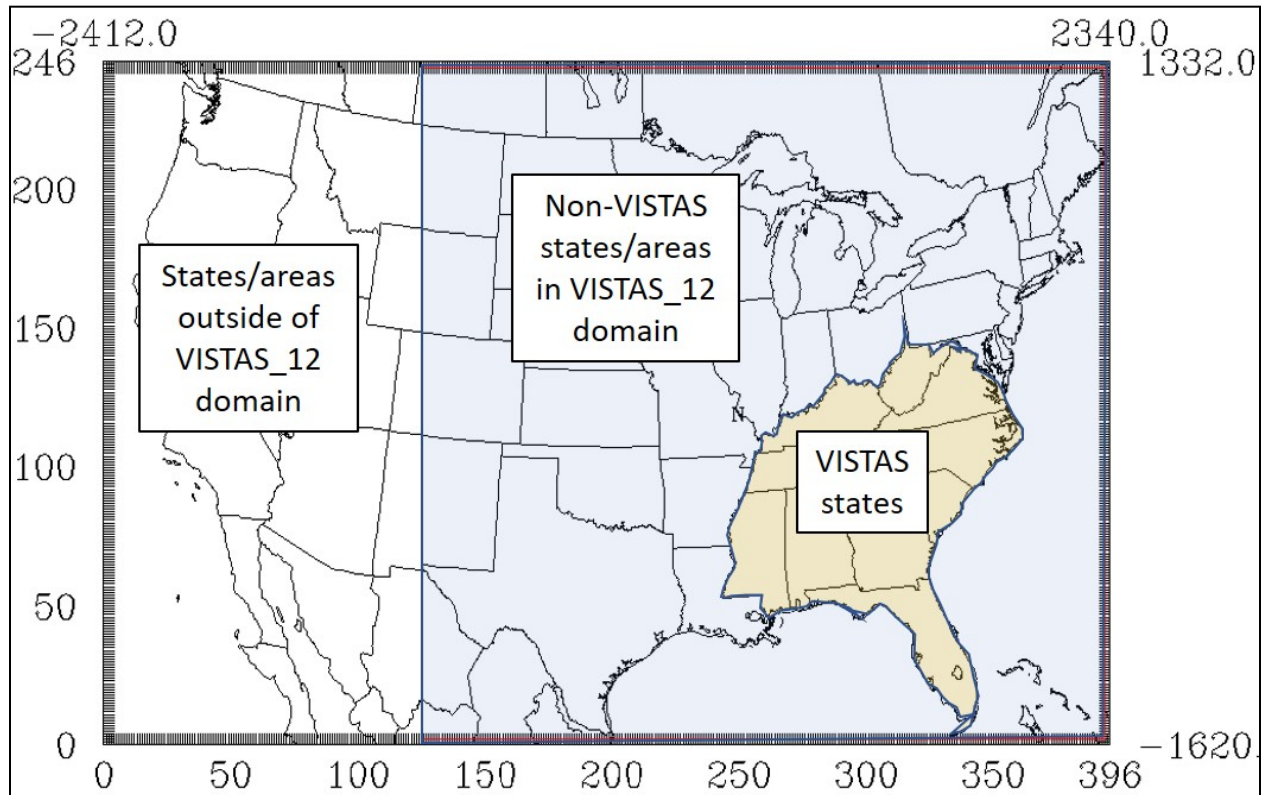 -2412.0
2340.0
246
1332.0
200
Non-VISTAS
states/areas
in VISTAS_12
domain
States/areas
outside of
VISTAS_12
domain
150
N
100
VISTAS
states
50
0
-1620.
0
50
100
150
200
250
300
350
396